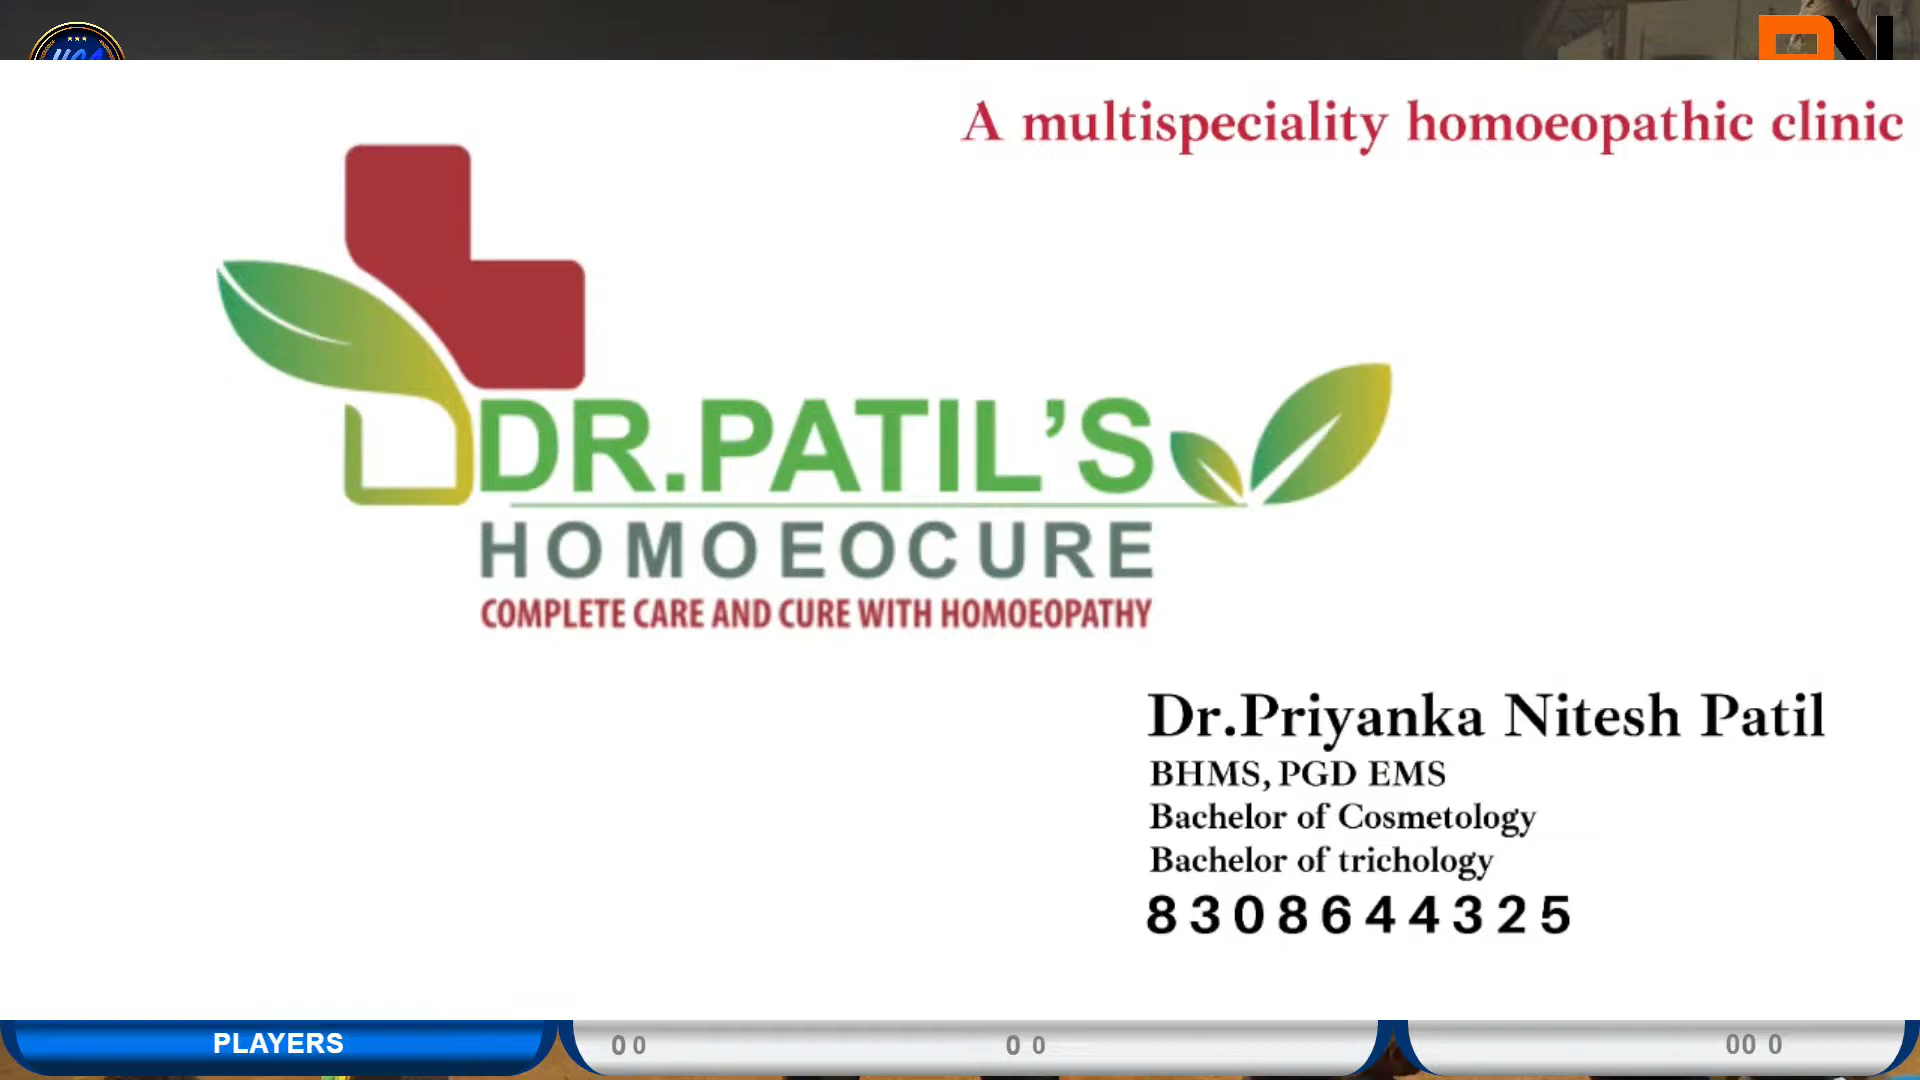 A multispeciality homoeopathic clinic
DR.PATIL'S
HOMOEOCURE
COMPLETE CARE AND CURE WITH HOMOEOPATHY
Dr.Priyanka Nitesh Patil
BHMS, PGD EMS
Bachelor of Cosmetology
Bachelor of trichology
8308644325
PLAYERS
0 0
0 0
00 0